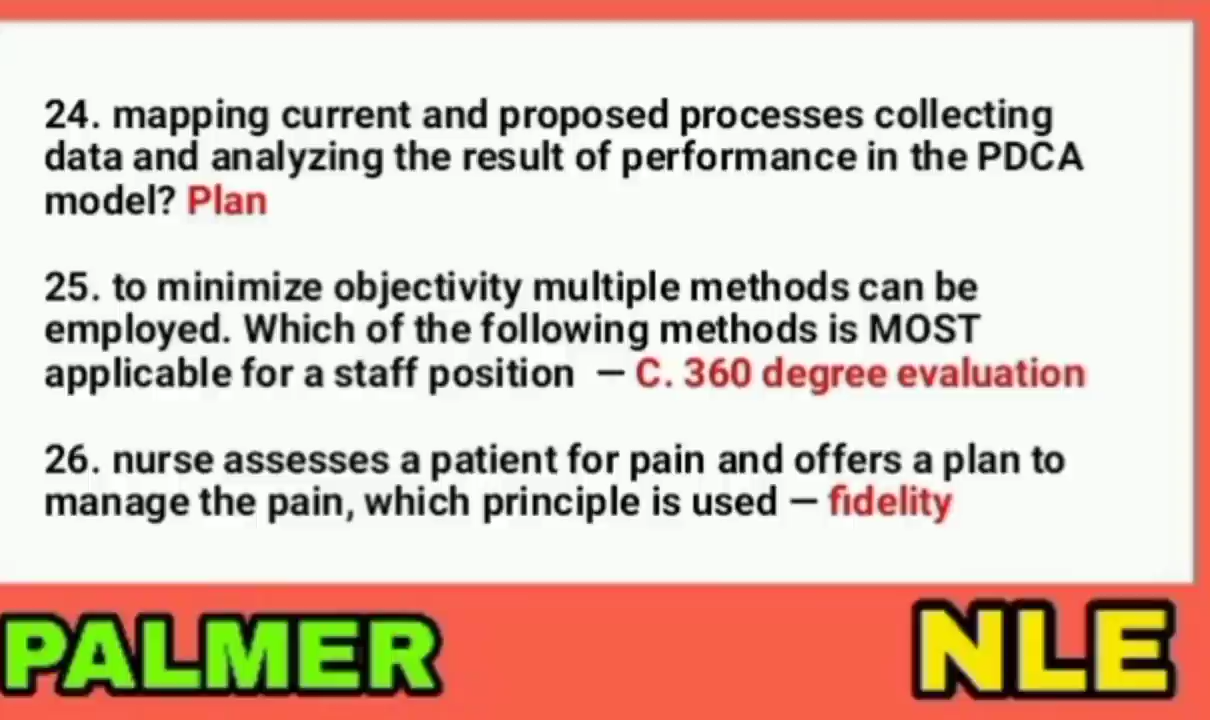 24. mapping current and proposed processes collecting
data and analyzing the result of performance in the PDCA
model? Plan
25. to minimize objectivity multiple methods can be
employed. Which of the following methods is MOST
applicable for a staff position – C. 360 degree evaluation
26. nurse assesses a patient for pain and offers a plan to
manage the pain, which principle is used – fidelity
PALMER
NLE